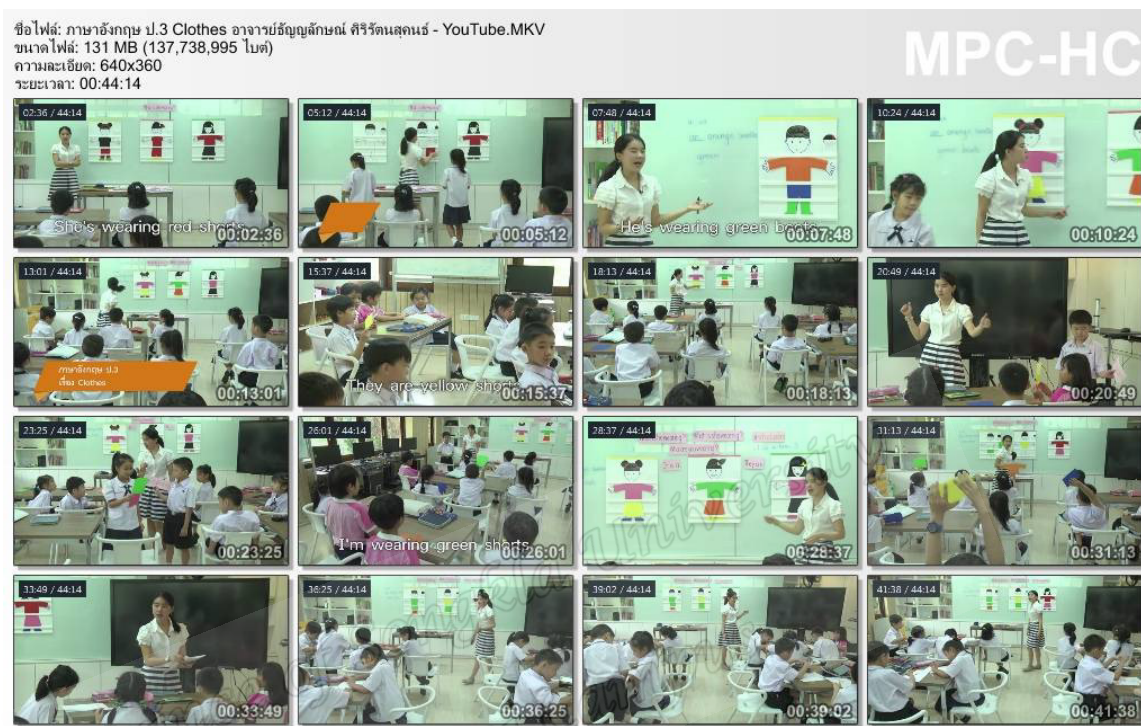 ชื่อไฟล์: ภาษาอังกฤษ ป.3 Clothes อาจารย์ธัญญลักษณ์ ศิริรัตนสุคนธ์ - YouTube.MKV
MPC-HC
ขนาดไฟล์: 131 MB (137,738,995 ไบต์)
ความละเอียด: 640x360
ระยะเวลา: 00:44:14
02:36 / 44:14
She's wearing red shorts
00:02:36
05:12 / 44:14
00:05:12
07:48 / 44:14
orange
green
He's wearing green boots
00:07:48
10:24 / 44:14
00:10:24
13:01 / 44:14
ภาษาอังกฤษ ป.3
เรื่อง Clothes
00:13:01
15:37 / 44:14
They are yellow shorts
00:15:37
18:13 / 44:14
00:18:13
20:49 / 44:14
00:20:49
23:25 / 44:14
00:23:25
26:01 / 44:14
I'm wearing green shorts
00:26:01
28:37 / 44:14
00:28:37
31:13 / 44:14
00:31:13
33:49 / 44:14
00:33:49
36:25 / 44:14
00:36:25
39:02 / 44:14
00:39:02
41:38 / 44:14
00:41:38
University